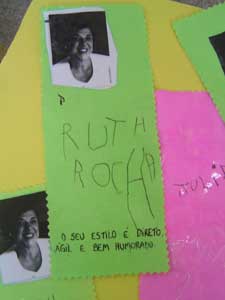 RUTH
ROCHA
O SEU ESTILO É DIRETO,
ÁGIL E BEM HUMORADO.